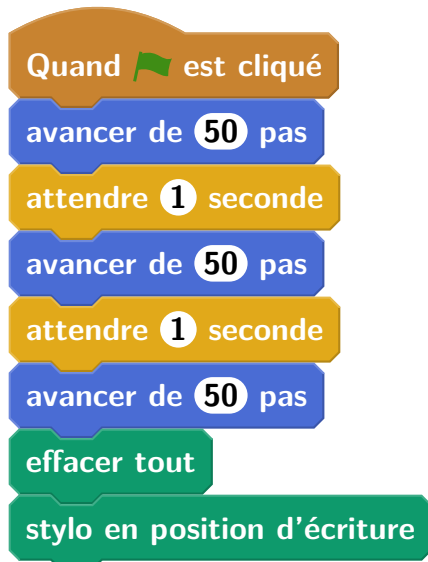 Quand est cliqué
avancer de 50 pas
attendre 1 seconde
avancer de 50 pas
attendre 1 seconde
avancer de 50 pas
effacer tout
stylo en position d'écriture